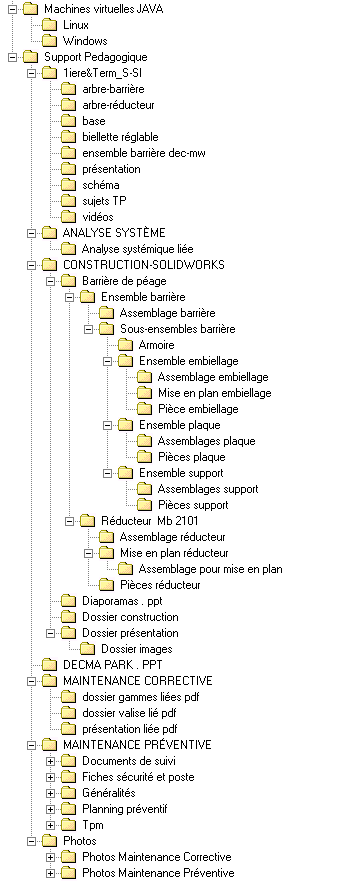 Machines virtuelles JAVA
Linux
Windows
Support Pedagogique
1iere&Term_S-SI
arbre-barrière
arbre-réducteur
base
biellette réglable
ensemble barrière dec-mw
présentation
schéma
sujets TP
vidéos
ANALYSE SYSTÈME
Analyse systémique liée
CONSTRUCTION-SOLIDWORKS
Barrière de péage
Ensemble barrière
Assemblage barrière
Sous-ensembles barrière
Armoire
Ensemble embiellage
Assemblage embiellage
Mise en plan embiellage
Pièce embiellage
Ensemble plaque
Assemblages plaque
Pièces plaque
Ensemble support
Assemblages support
Pièces support
Réducteur Mb 2101
Assemblage réducteur
Mise en plan réducteur
Assemblage pour mise en plan
Pièces réducteur
Diaporamas . ppt
Dossier construction
Dossier présentation
Dossier images
DECMA PARK . PPT
MAINTENANCE CORRECTIVE
dossier gammes liées pdf
dossier valise lié pdf
présentation liée pdf
MAINTENANCE PRÉVENTIVE
Documents de suivi
Fiches sécurité et poste
Généralités
Planning préventif
Tpm
Photos
Photos Maintenance Corrective
Photos Maintenance Préventive